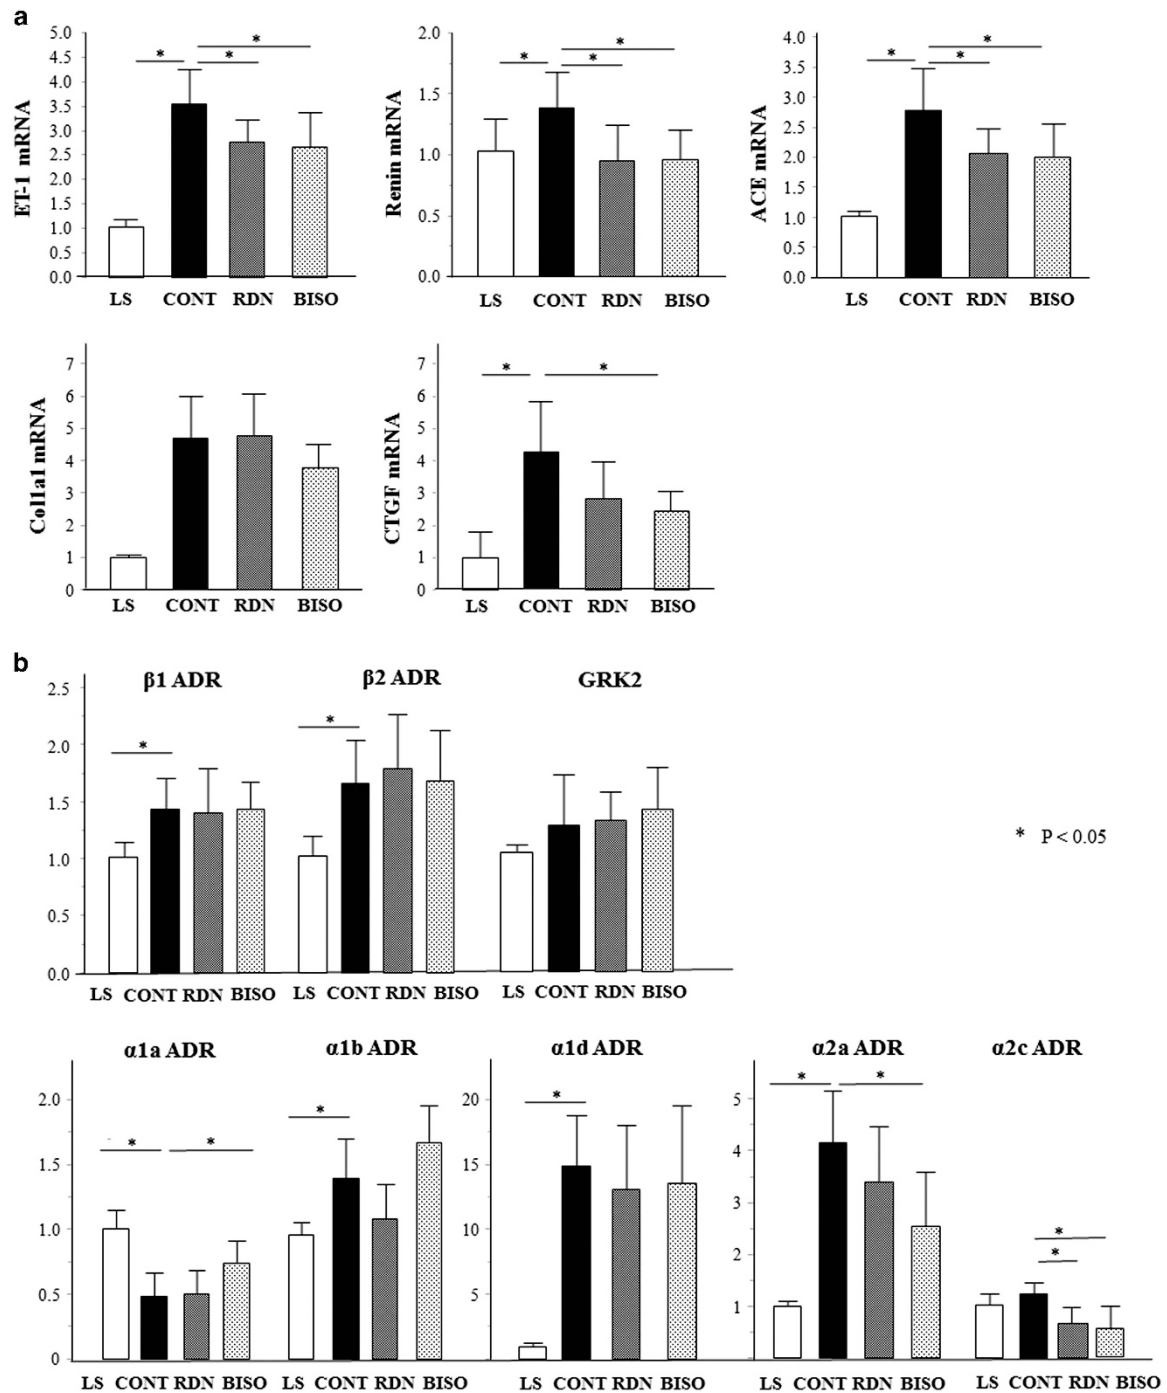 a
5.0
4.5
4.0
3.5
3.0
2.5
2.0
1.5
1.0
0.5
0.0
ET-1 mRNA
* * *
LS CONT RDN BISO
2.0
1.5
1.0
0.5
0.0
Renin mRNA
* * *
LS CONT RDN BISO
4.0
3.5
3.0
2.5
2.0
1.5
1.0
0.5
0.0
ACE mRNA
* * *
LS CONT RDN BISO
7
6
5
4
3
2
1
0
Col1a1 mRNA
LS CONT RDN BISO
7
6
5
4
3
2
1
0
CTGF mRNA
* *
LS CONT RDN BISO
b
β1 ADR β2 ADR GRK2
2.5
2.0
1.5
1.0
0.5
0.0
* *
* P < 0.05
LS CONT RDN BISO LS CONT RDN BISO LS CONT RDN BISO
α1a ADR α1b ADR α1d ADR α2a ADR α2c ADR
2.0
1.5
1.0
0.5
0
* * *
LS CONT RDN BISO LS CONT RDN BISO
20
15
10
5
*
LS CONT RDN BISO
5
4
3
2
1
* * * *
LS CONT RDN BISO LS CONT RDN BISO